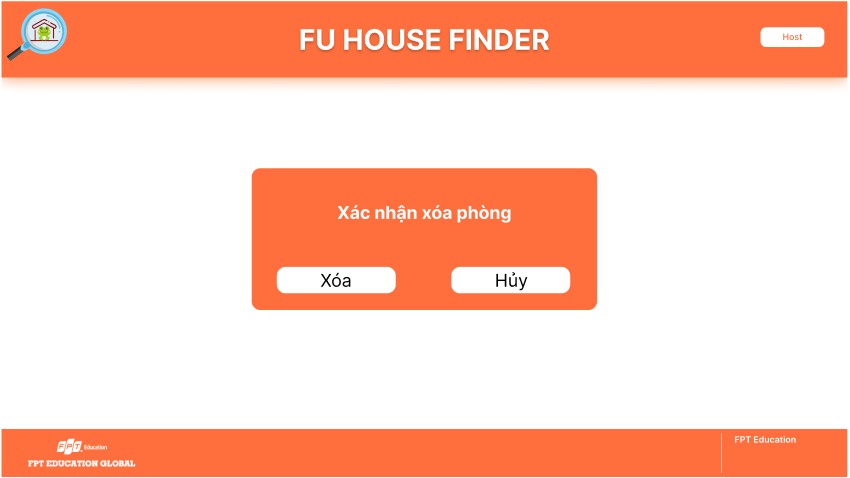 FU HOUSE FINDER
Host
Xác nhận xóa phòng
Xóa
Hủy
FPT Education
FPT EDUCATION GLOBAL
FPT Education